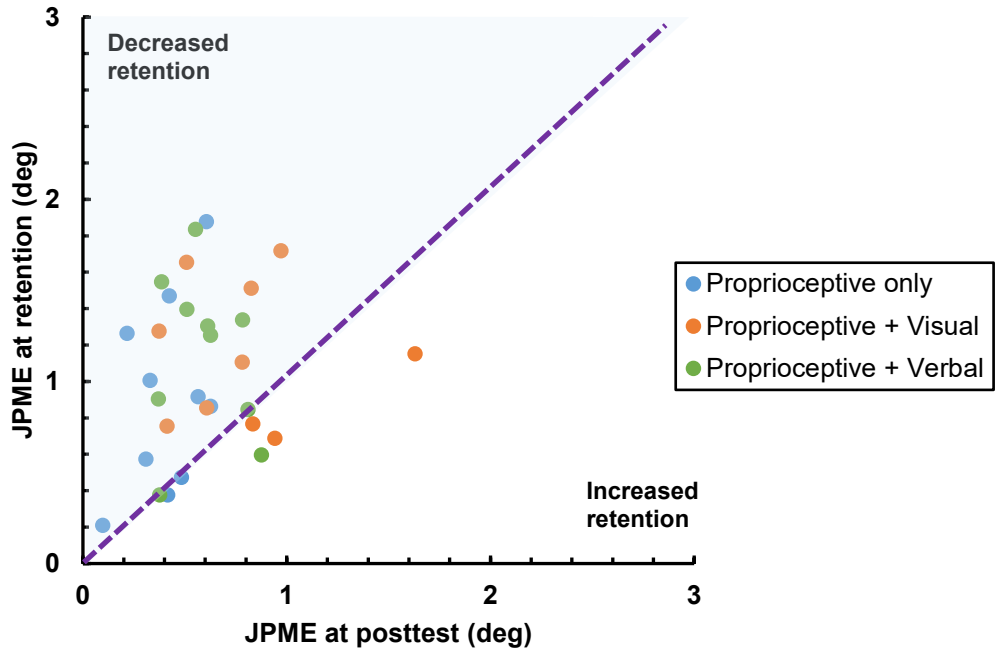 3
Decreased
retention
2
JPME at retention (deg)
1
0
0
1
2
3
JPME at posttest (deg)
Increased
retention
Proprioceptive only
Proprioceptive + Visual
Proprioceptive + Verbal